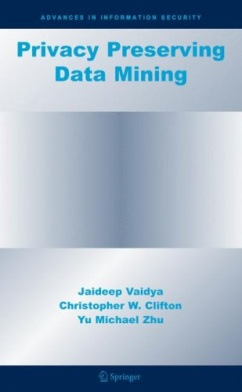 ADVANCES IN INFORMATION SECURITY
Privacy Preserving
Data Mining
Jaideep Vaidya
Christopher W. Clifton
Yu Michael Zhu
Springer